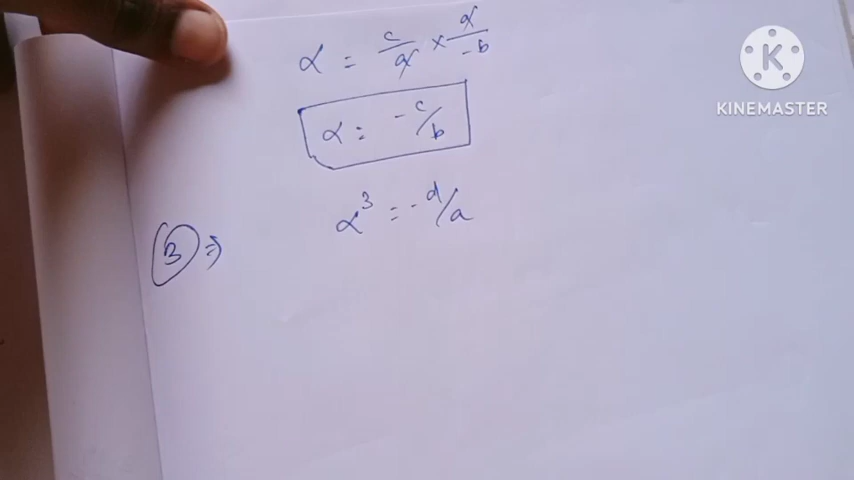 α = c/a × a/-b
K
KINEMASTER
α = -c/b
α³ = -d/a
3 ⇒